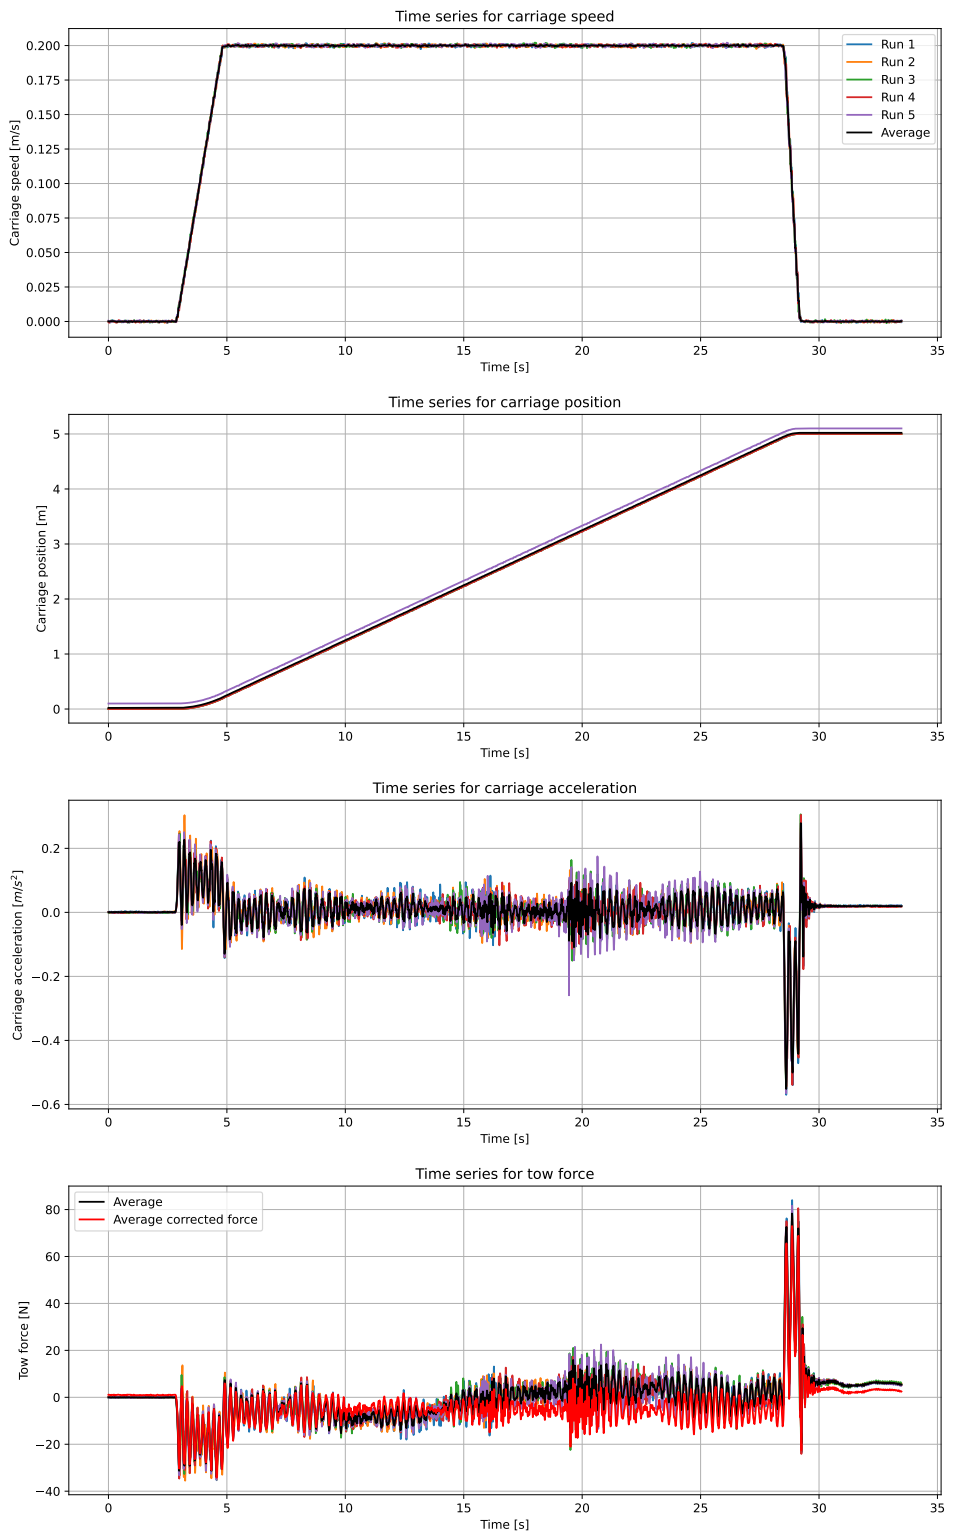 Time series for carriage speed
Carriage speed [m/s]
0.200
0.175
0.150
0.125
0.100
0.075
0.050
0.025
0.000
Run 1
Run 2
Run 3
Run 4
Run 5
Average
0 5 10 15 20 25 30 35
Time [s]
Time series for carriage position
Carriage position [m]
5
4
3
2
1
0
0 5 10 15 20 25 30 35
Time [s]
Time series for carriage acceleration
Carriage acceleration [m/s²]
0.2
0.0
−0.2
−0.4
−0.6
0 5 10 15 20 25 30 35
Time [s]
Time series for tow force
Tow force [N]
80
60
40
20
0
−20
−40
Average
Average corrected force
0 5 10 15 20 25 30 35
Time [s]